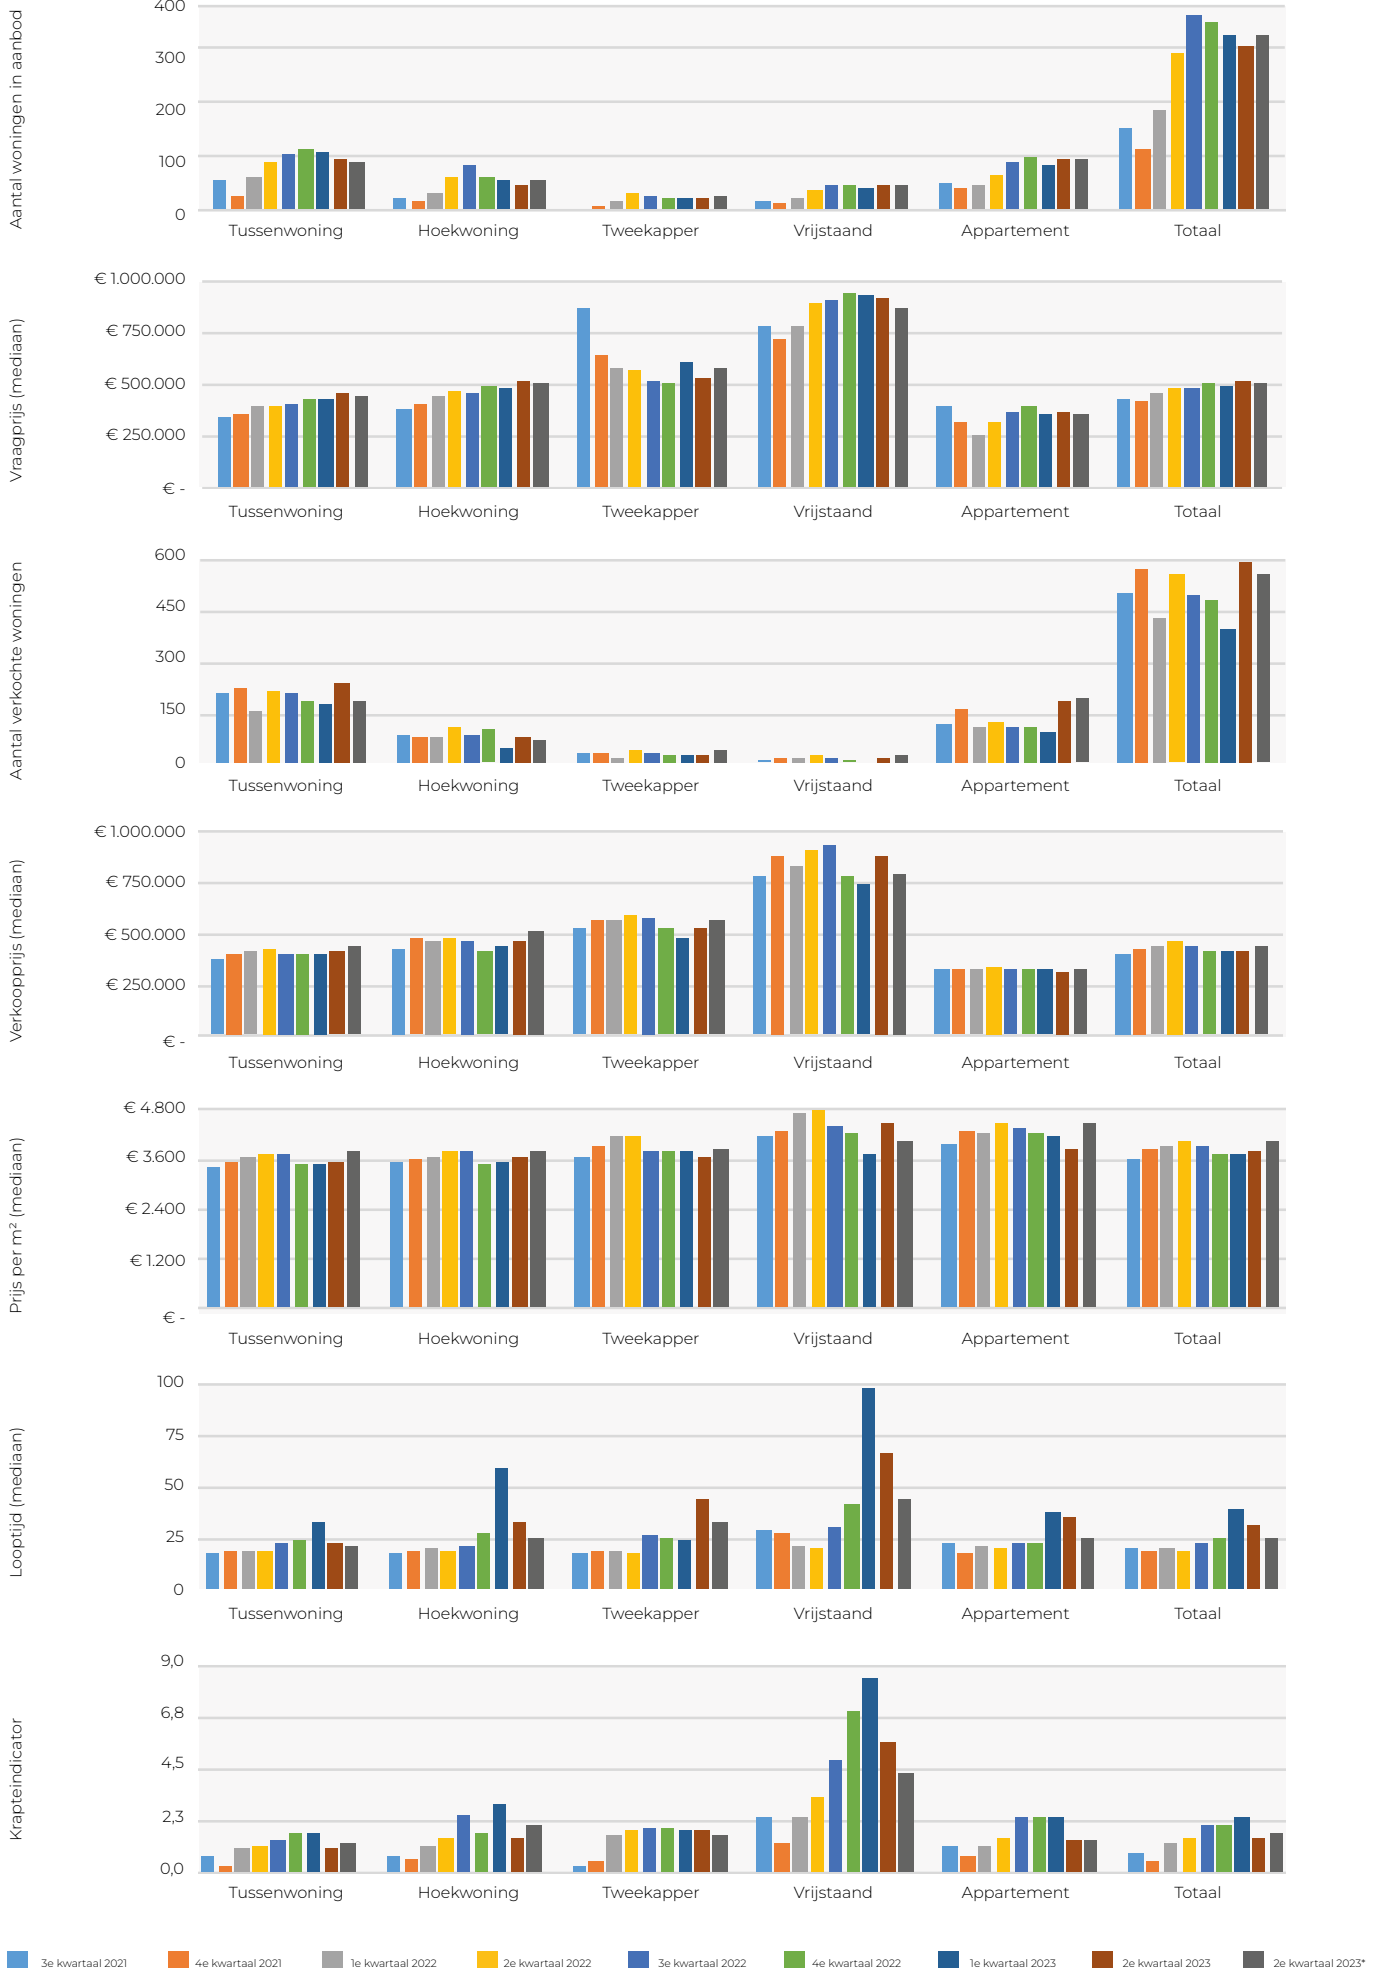 Aantal woningen in aanbod
400
300
200
100
0
Tussenwoning Hoekwoning Tweekapper Vrijstaand Appartement Totaal
Vraagprijs (mediaan)
€ 1.000.000
€ 750.000
€ 500.000
€ 250.000
€ -
Tussenwoning Hoekwoning Tweekapper Vrijstaand Appartement Totaal
Aantal verkochte woningen
600
450
300
150
0
Tussenwoning Hoekwoning Tweekapper Vrijstaand Appartement Totaal
Verkoopprijs (mediaan)
€ 1.000.000
€ 750.000
€ 500.000
€ 250.000
€ -
Tussenwoning Hoekwoning Tweekapper Vrijstaand Appartement Totaal
Prijs per m² (mediaan)
€ 4.800
€ 3.600
€ 2.400
€ 1.200
€ -
Tussenwoning Hoekwoning Tweekapper Vrijstaand Appartement Totaal
Looptijd (mediaan)
100
75
50
25
0
Tussenwoning Hoekwoning Tweekapper Vrijstaand Appartement Totaal
Krapteindicator
9,0
6,8
4,5
2,3
0,0
Tussenwoning Hoekwoning Tweekapper Vrijstaand Appartement Totaal
3e kwartaal 2021 4e kwartaal 2021 1e kwartaal 2022 2e kwartaal 2022 3e kwartaal 2022 4e kwartaal 2022 1e kwartaal 2023 2e kwartaal 2023 2e kwartaal 2023*